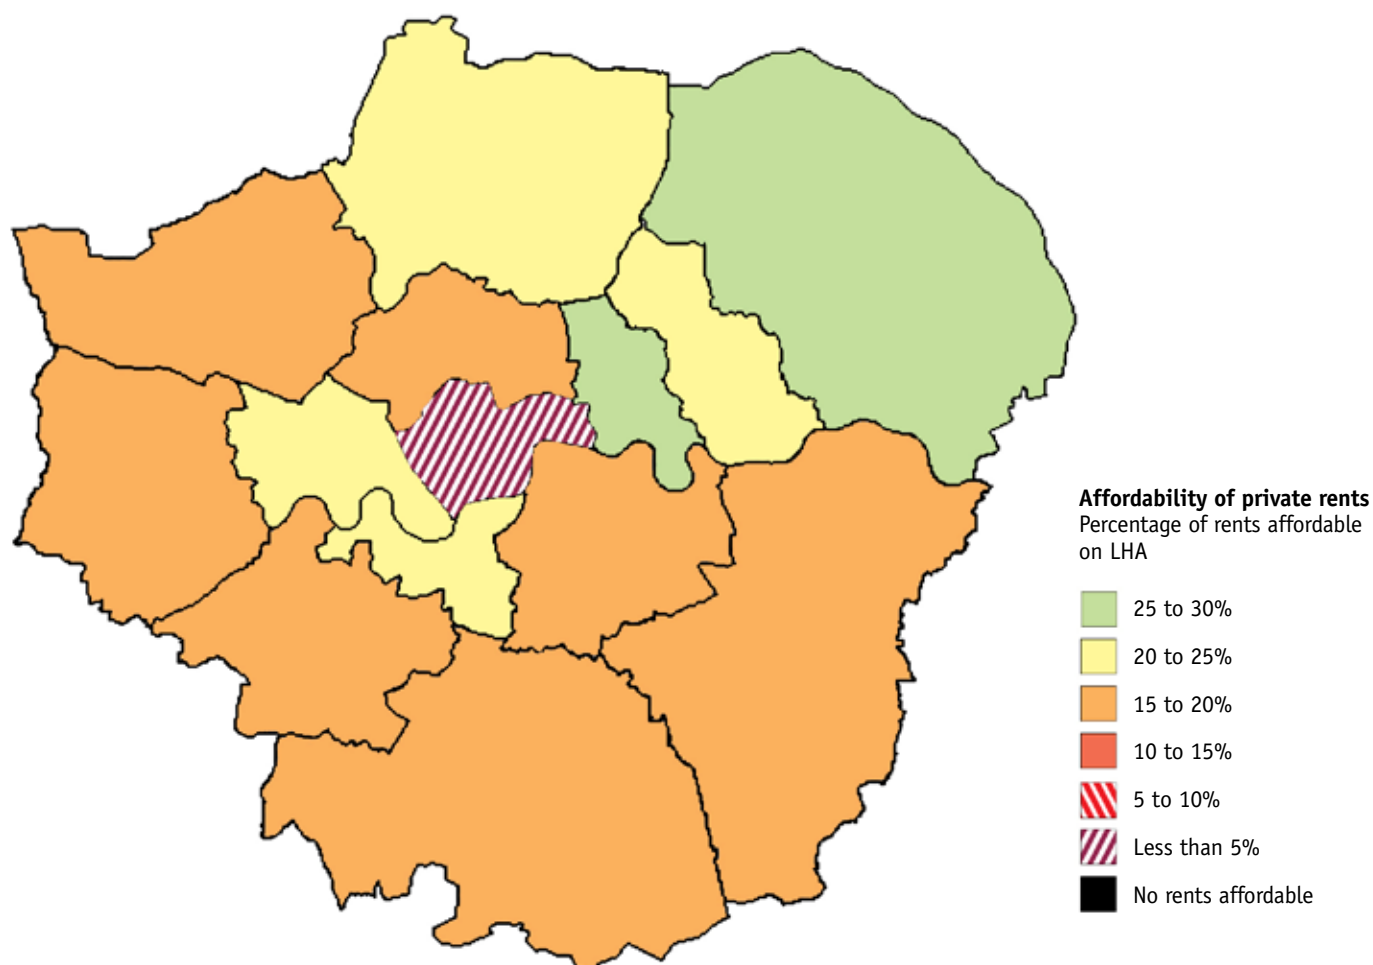 Affordability of private rents
Percentage of rents affordable
on LHA
25 to 30%
20 to 25%
15 to 20%
10 to 15%
5 to 10%
Less than 5%
No rents affordable